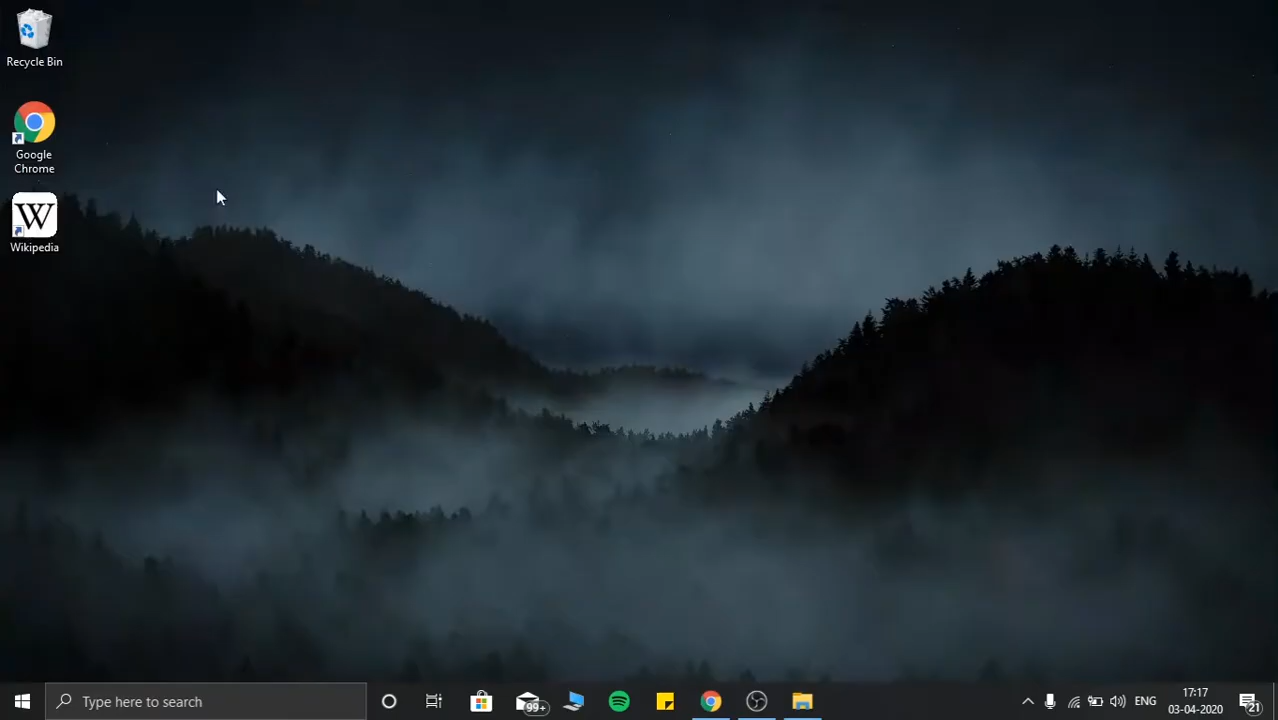 Recycle Bin
Google
Chrome
W
Wikipedia
Type here to search
99+
ENG
17:17
03-04-2020
21